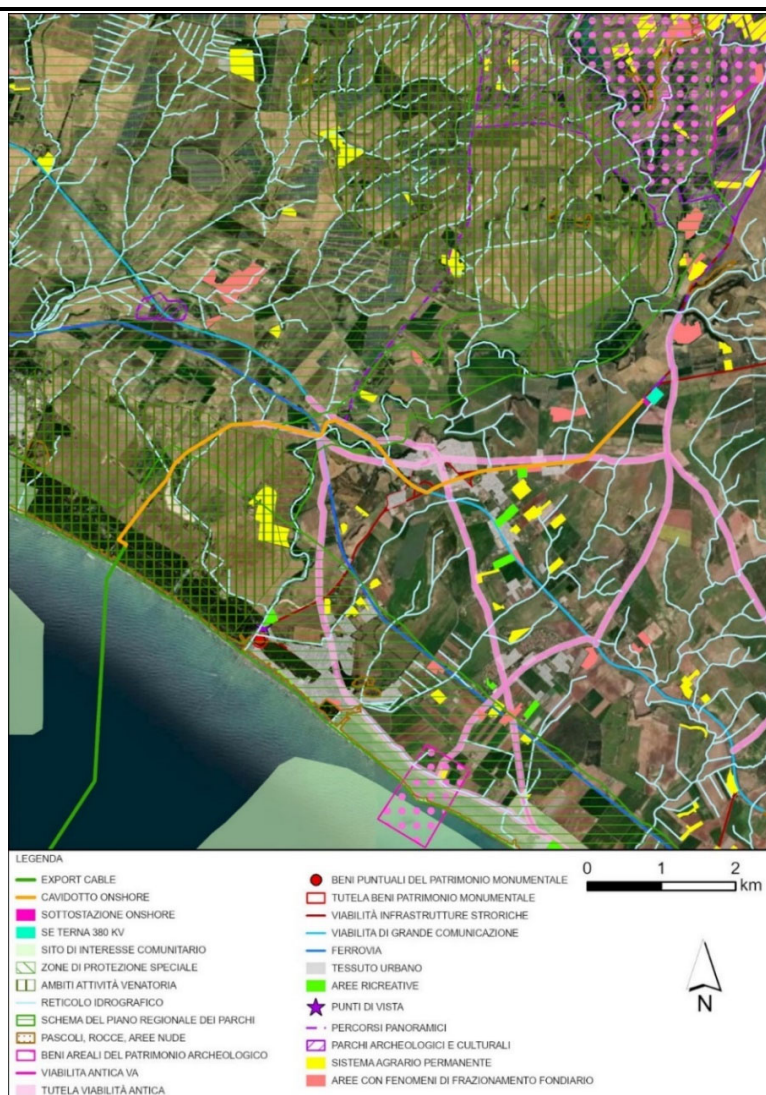 LEGENDA
EXPORT CABLE
CAVIDOTTO ONSHORE
SOTTOSTAZIONE ONSHORE
SE TERNA 380 KV
SITO DI INTERESSE COMUNITARIO
ZONE DI PROTEZIONE SPECIALE
AMBITI ATTIVITÀ VENATORIA
RETICOLO IDROGRAFICO
SCHEMA DEL PIANO REGIONALE DEI PARCHI
PASCOLI, ROCCE, AREE NUDE
BENI AREALI DEL PATRIMONIO ARCHEOLOGICO
VIABILITA ANTICA VA
TUTELA VIABILITÀ ANTICA
BENI PUNTUALI DEL PATRIMONIO MONUMENTALE
TUTELA BENI PATRIMONIO MONUMENTALE
VIABILITÀ INFRASTRUTTURE STRORICHE
VIABILITA DI GRANDE COMUNICAZIONE
FERROVIA
TESSUTO URBANO
AREE RICREATIVE
PUNTI DI VISTA
PERCORSI PANORAMICI
PARCHI ARCHEOLOGICI E CULTURALI
SISTEMA AGRARIO PERMANENTE
AREE CON FENOMENI DI FRAZIONAMENTO FONDIARIO
0 1 2
km
N